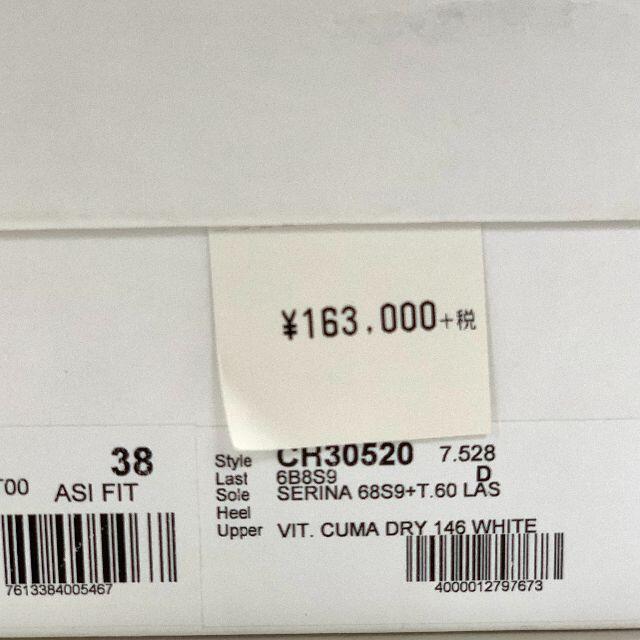 ¥163.000+税
38
T00 ASI FIT
7613384005467
Style CH30520 7.528
Last 6B8S9 D
Sole SERINA 68S9+T.60 LAS
Heel
Upper VIT. CUMA DRY 146 WHITE
4000012797673